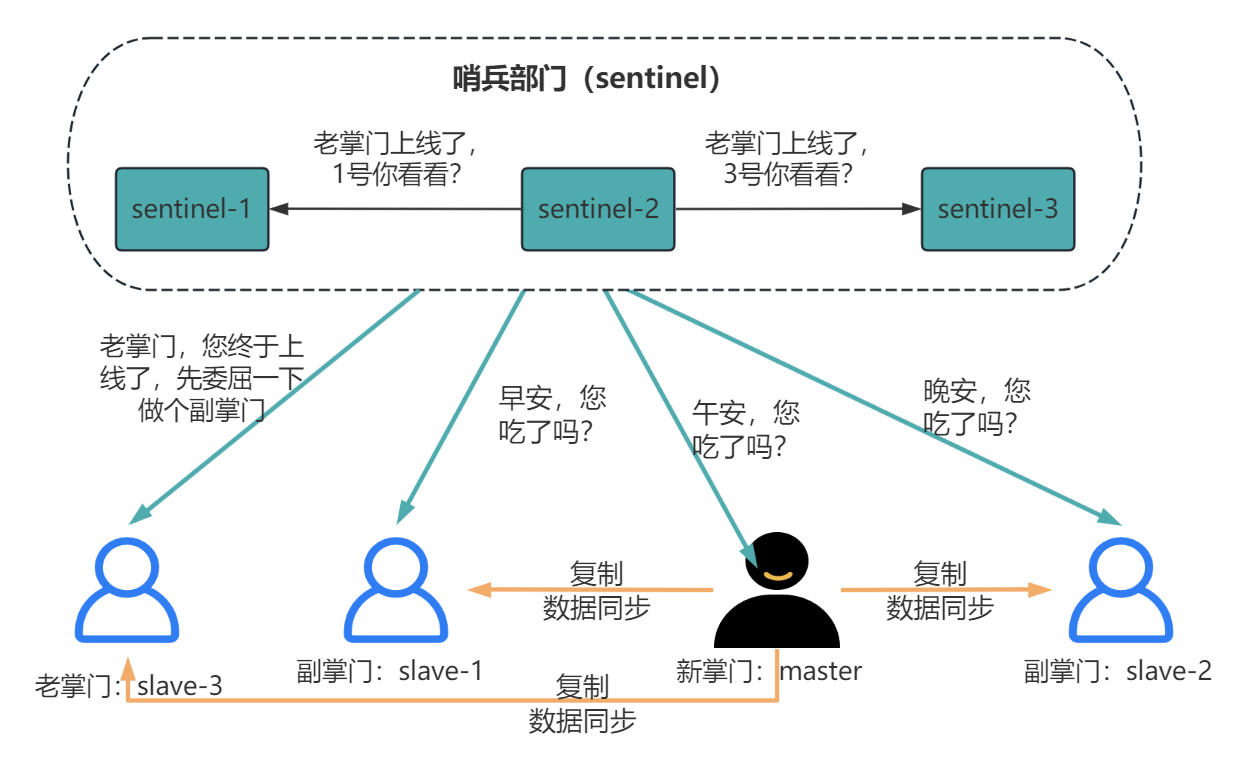 哨兵部门（sentinel）
老掌门上线了，
1号你看看？
老掌门上线了，
3号你看看？
sentinel-1
sentinel-2
sentinel-3
老掌门，您终于上
线了，先委屈一下
做个副掌门
早安，您
吃了吗？
午安，您
吃了吗？
晚安，您
吃了吗？
复制
数据同步
复制
数据同步
老掌门：slave-3
副掌门：slave-1
新掌门：master
副掌门：slave-2
复制
数据同步